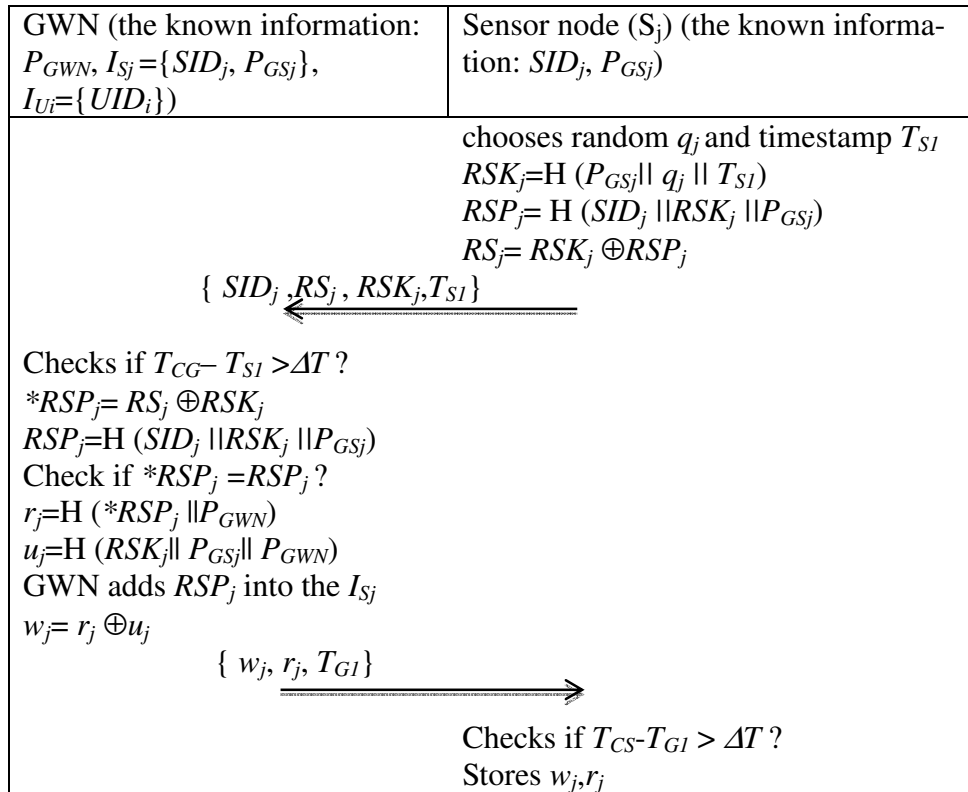 GWN (the known information:
P_GWN, I_Sj ={SID_j, P_GSj},
I_Ui={UID_i})
Sensor node (S_j) (the known informa-
tion: SID_j, P_GSj)
chooses random q_j and timestamp T_S1
RSK_j=H (P_GSj|| q_j || T_S1)
RSP_j= H (SID_j ||RSK_j ||P_GSj)
RS_j= RSK_j ⊕RSP_j
{ SID_j ,RS_j , RSK_j,T_S1}
Checks if T_CG– T_S1 >ΔT ?
*RSP_j= RS_j ⊕RSK_j
RSP_j=H (SID_j ||RSK_j ||P_GSj)
Check if *RSP_j =RSP_j ?
r_j=H (*RSP_j ||P_GWN)
u_j=H (RSK_j|| P_GSj|| P_GWN)
GWN adds RSP_j into the I_Sj
w_j= r_j ⊕u_j
{ w_j, r_j, T_G1}
Checks if T_CS-T_G1 > ΔT ?
Stores w_j,r_j